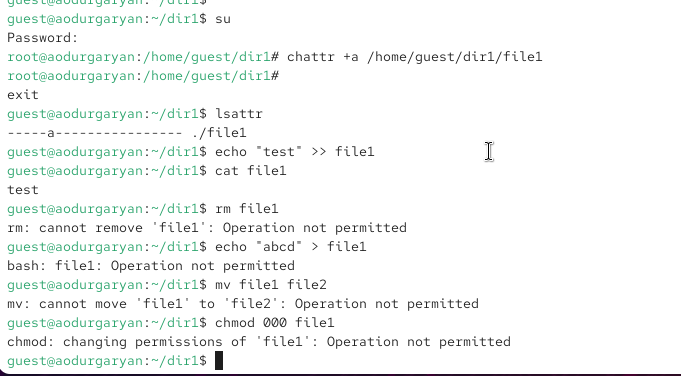 guest@aodurgaryan:~/dir1$
guest@aodurgaryan:~/dir1$ su
Password:
root@aodurgaryan:/home/guest/dir1# chattr +a /home/guest/dir1/file1
root@aodurgaryan:/home/guest/dir1#
exit
guest@aodurgaryan:~/dir1$ lsattr
-----a---------------- ./file1
guest@aodurgaryan:~/dir1$ echo "test" >> file1
guest@aodurgaryan:~/dir1$ cat file1
test
guest@aodurgaryan:~/dir1$ rm file1
rm: cannot remove 'file1': Operation not permitted
guest@aodurgaryan:~/dir1$ echo "abcd" > file1
bash: file1: Operation not permitted
guest@aodurgaryan:~/dir1$ mv file1 file2
mv: cannot move 'file1' to 'file2': Operation not permitted
guest@aodurgaryan:~/dir1$ chmod 000 file1
chmod: changing permissions of 'file1': Operation not permitted
guest@aodurgaryan:~/dir1$